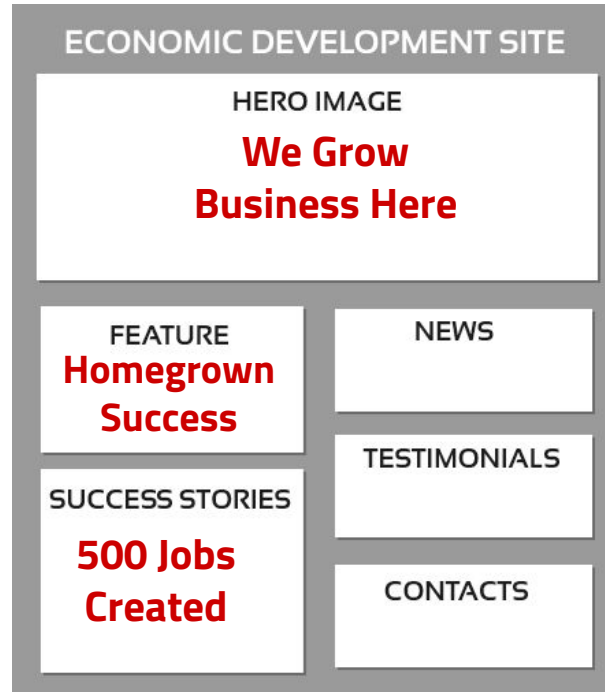 ECONOMIC DEVELOPMENT SITE
HERO IMAGE
We Grow
Business Here
FEATURE
Homegrown
Success
SUCCESS STORIES
500 Jobs
Created
NEWS
TESTIMONIALS
CONTACTS